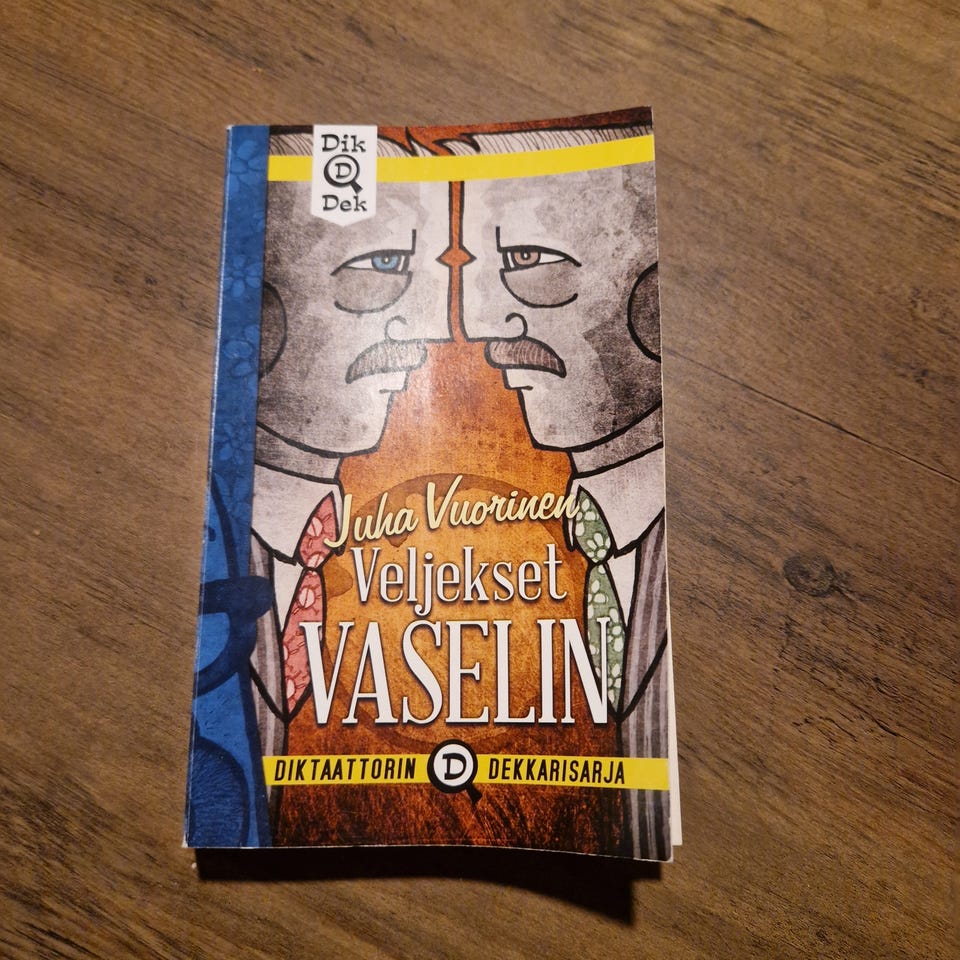 Dik
D
Dek
Juha Vuorinen
Veljekset
VASELIN
DIKTAATTORIN D DEKKARISARJA